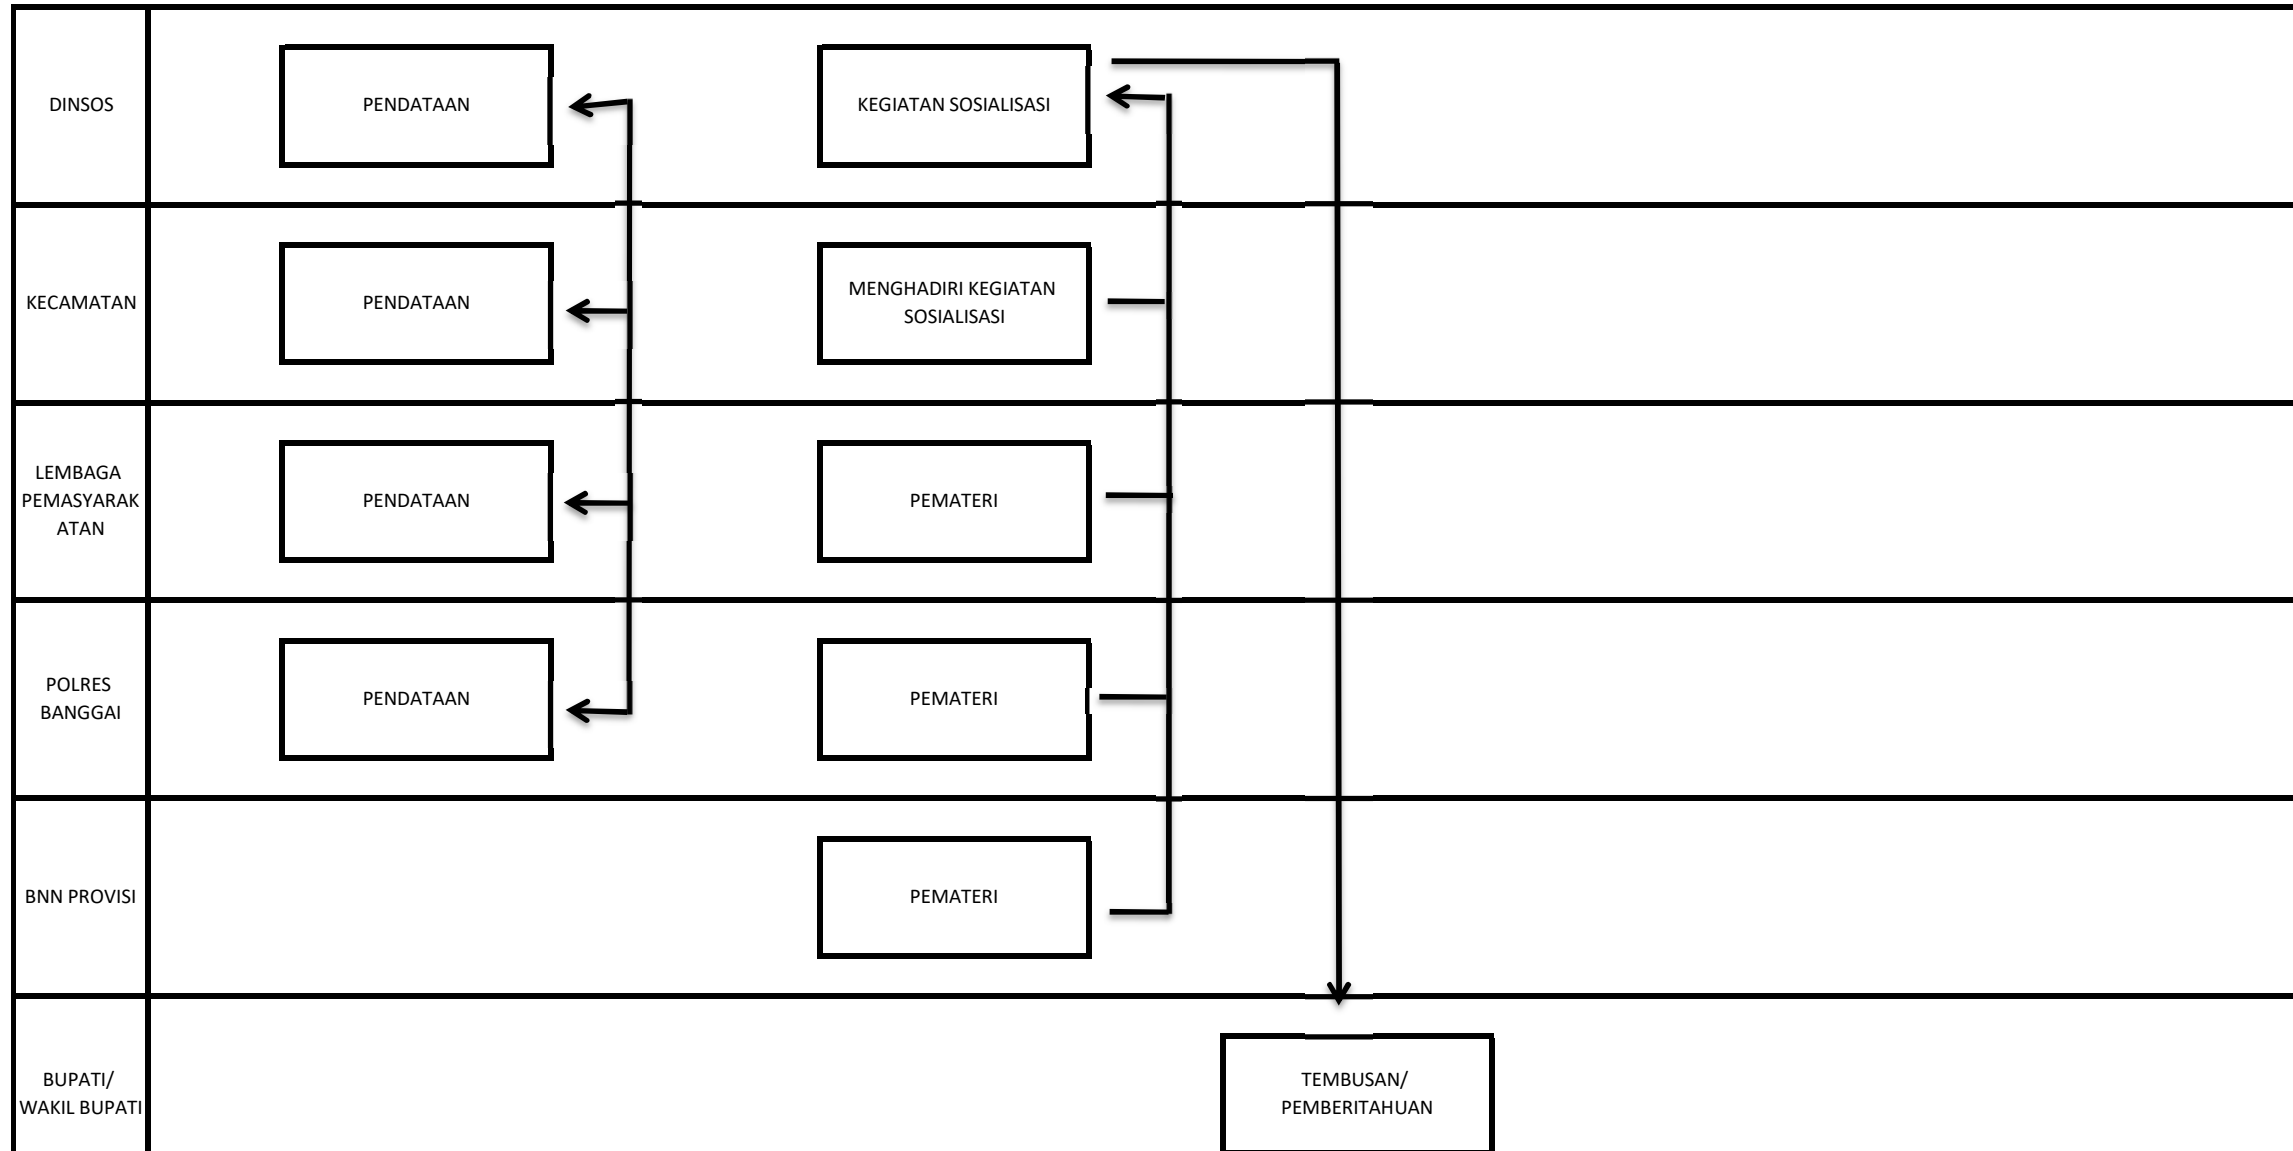 DINSOS
PENDATAAN
KEGIATAN SOSIALISASI
KECAMATAN
PENDATAAN
MENGHADIRI KEGIATAN
SOSIALISASI
LEMBAGA
PEMASYARAK
ATAN
PENDATAAN
PEMATERI
POLRES
BANGGAI
PENDATAAN
PEMATERI
BNN PROVISI
PEMATERI
BUPATI/
WAKIL BUPATI
TEMBUSAN/
PEMBERITAHUAN